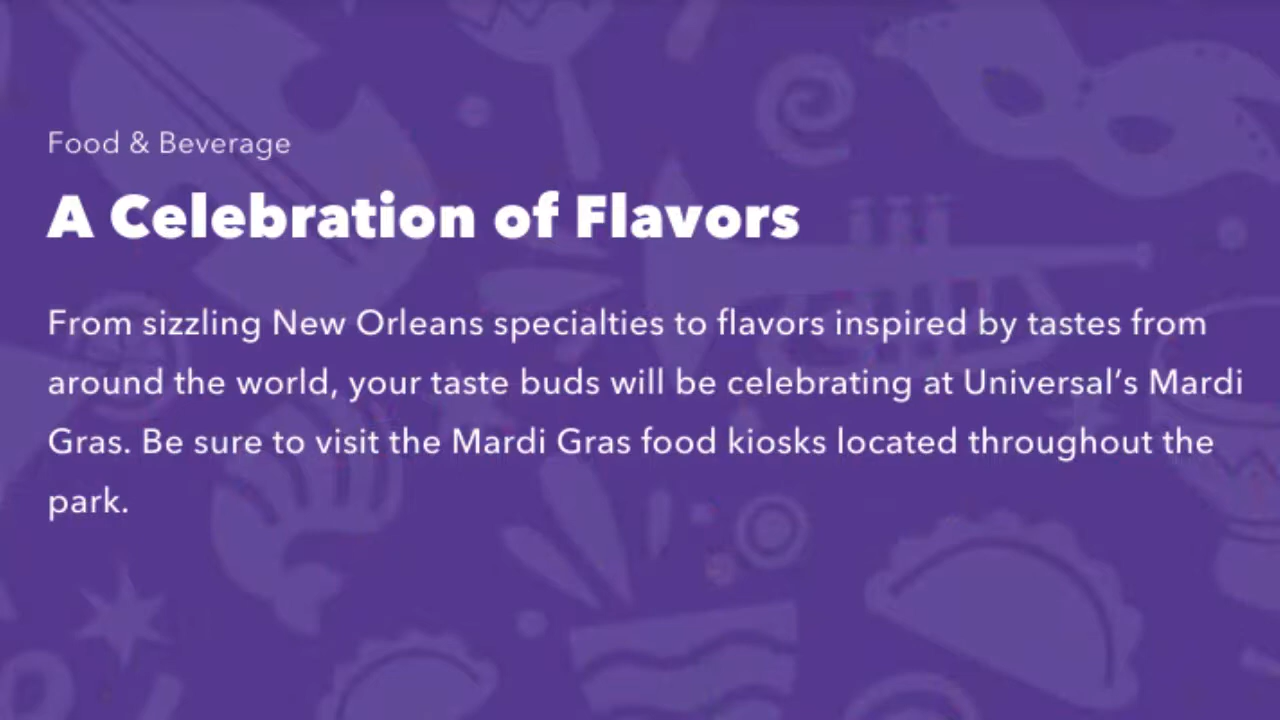 Food & Beverage
A Celebration of Flavors
From sizzling New Orleans specialties to flavors inspired by tastes from
around the world, your taste buds will be celebrating at Universal’s Mardi
Gras. Be sure to visit the Mardi Gras food kiosks located throughout the
park.